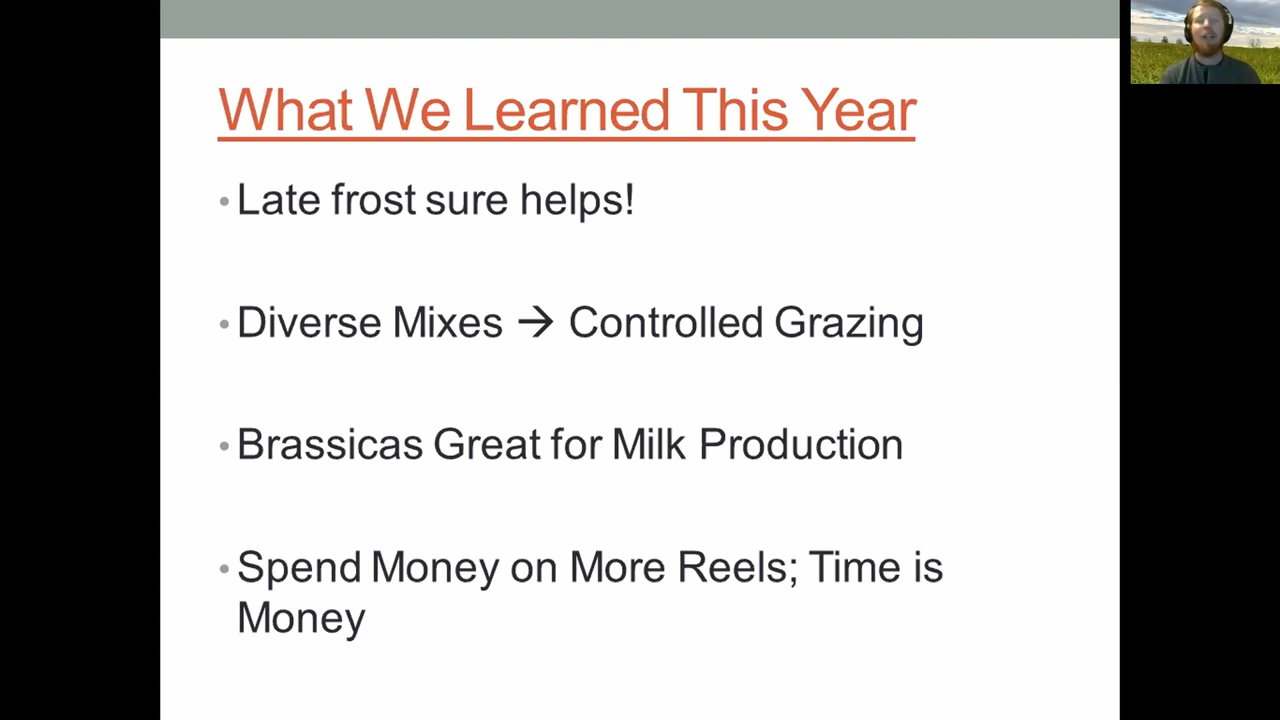 What We Learned This Year
• Late frost sure helps!
• Diverse Mixes → Controlled Grazing
• Brassicas Great for Milk Production
• Spend Money on More Reels; Time is
Money